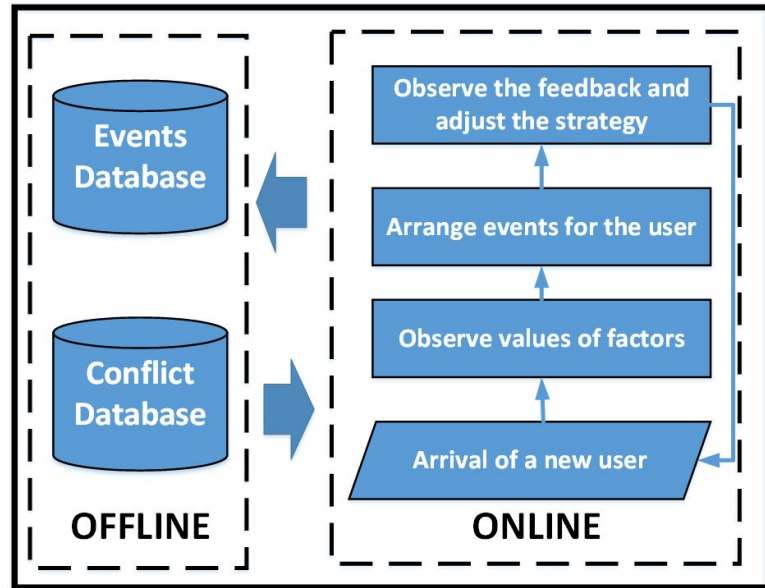 Events
Database
Conflict
Database
OFFLINE
Observe the feedback and
adjust the strategy
Arrange events for the user
Observe values of factors
Arrival of a new user
ONLINE